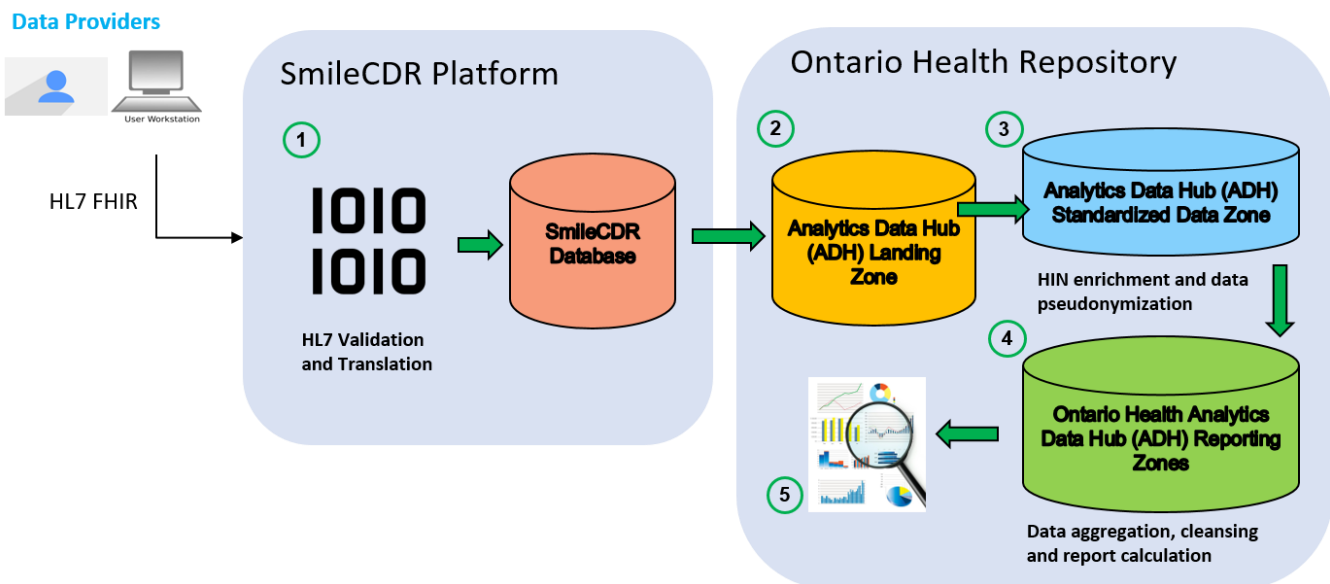 Data Providers
User Workstation
HL7 FHIR
SmileCDR Platform
1
IOIO
IOIO
HL7 Validation
and Translation
SmileCDR
Database
Ontario Health Repository
2
Analytics Data Hub
(ADH) Landing
Zone
3
Analytics Data Hub (ADH)
Standardized Data Zone
HIN enrichment and data
pseudonymization
4
Ontario Health Analytics
Data Hub (ADH) Reporting
Zones
Data aggregation, cleansing
and report calculation
5